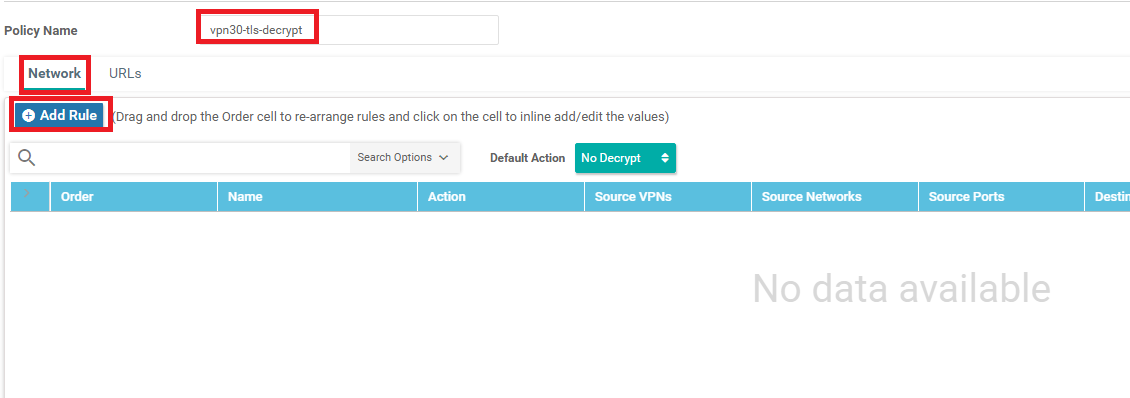 Policy Name vpn30-tls-decrypt
Network URLs
Add Rule (Drag and drop the Order cell to re-arrange rules and click on the cell to inline add/edit the values)
Search Options Default Action No Decrypt
Order Name Action Source VPNs Source Networks Source Ports Destin
No data available